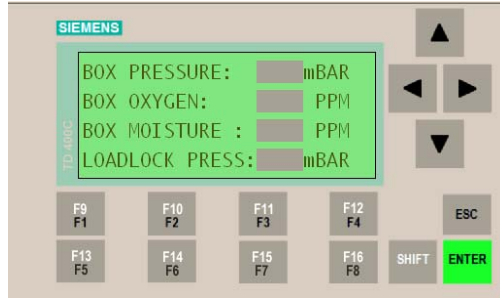 SIEMENS
BOX PRESSURE: mBAR
BOX OXYGEN: PPM
BOX MOISTURE : PPM
LOADLOCK PRESS: mBAR
TD 400C
F9 F10 F11 F12
F1 F2 F3 F4 ESC
F13 F14 F15 F16
F5 F6 F7 F8 SHIFT ENTER